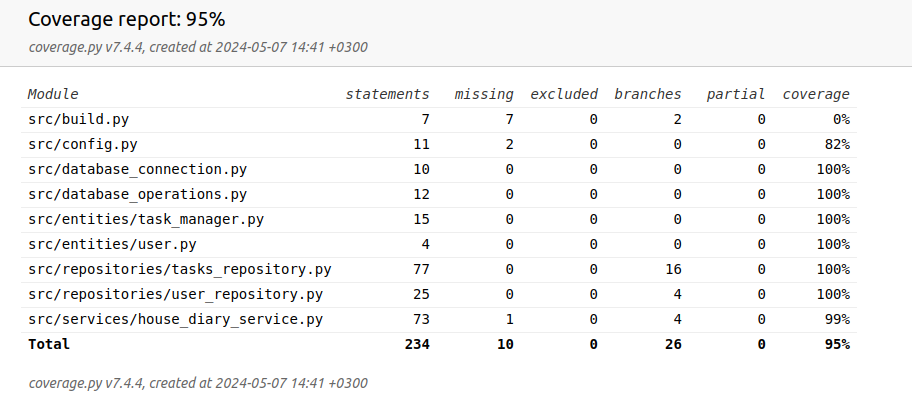 Coverage report: 95%
coverage.py v7.4.4, created at 2024-05-07 14:41 +0300
Module statements missing excluded branches partial coverage
src/build.py 7 7 0 2 0 0%
src/config.py 11 2 0 0 0 82%
src/database_connection.py 10 0 0 0 0 100%
src/database_operations.py 12 0 0 0 0 100%
src/entities/task_manager.py 15 0 0 0 0 100%
src/entities/user.py 4 0 0 0 0 100%
src/repositories/tasks_repository.py 77 0 0 16 0 100%
src/repositories/user_repository.py 25 0 0 4 0 100%
src/services/house_diary_service.py 73 1 0 4 0 99%
Total 234 10 0 26 0 95%
coverage.py v7.4.4, created at 2024-05-07 14:41 +0300